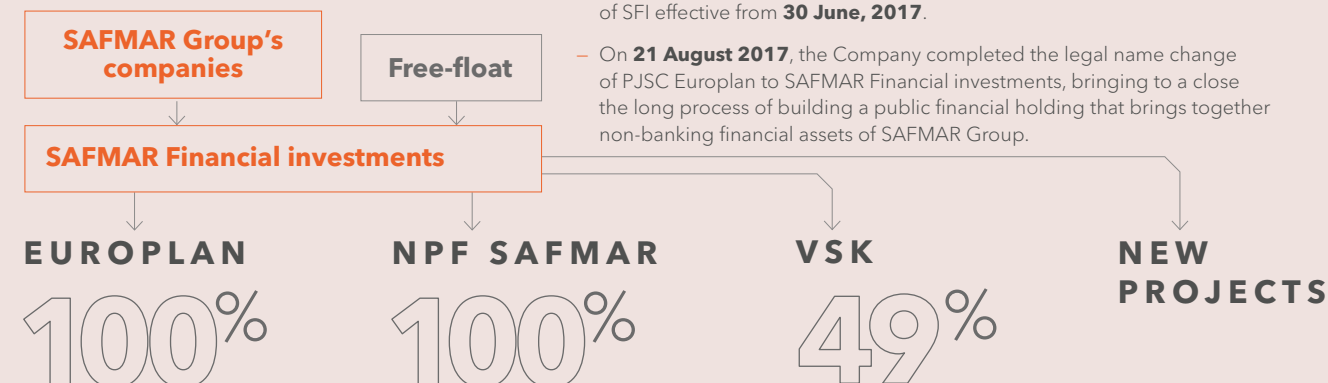 of SFI effective from 30 June, 2017.
SAFMAR Group's
companies
Free-float
– On 21 August 2017, the Company completed the legal name change
of PJSC Europlan to SAFMAR Financial investments, bringing to a close
the long process of building a public financial holding that brings together
non-banking financial assets of SAFMAR Group.
SAFMAR Financial investments
EUROPLAN
NPF SAFMAR
VSK
NEW
PROJECTS
100%
100%
49%